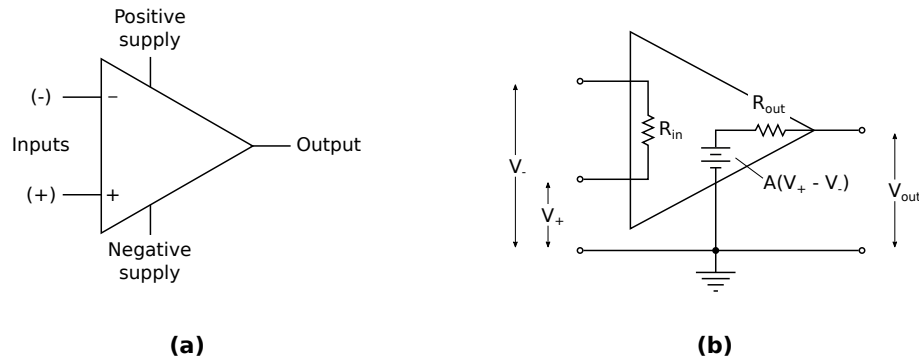 Positive
supply
(-)
−
Inputs
Output
(+)
+
Negative
supply
(a)
R_out
R_in
V_-
A(V_+ - V_-)
V_+
V_out
(b)